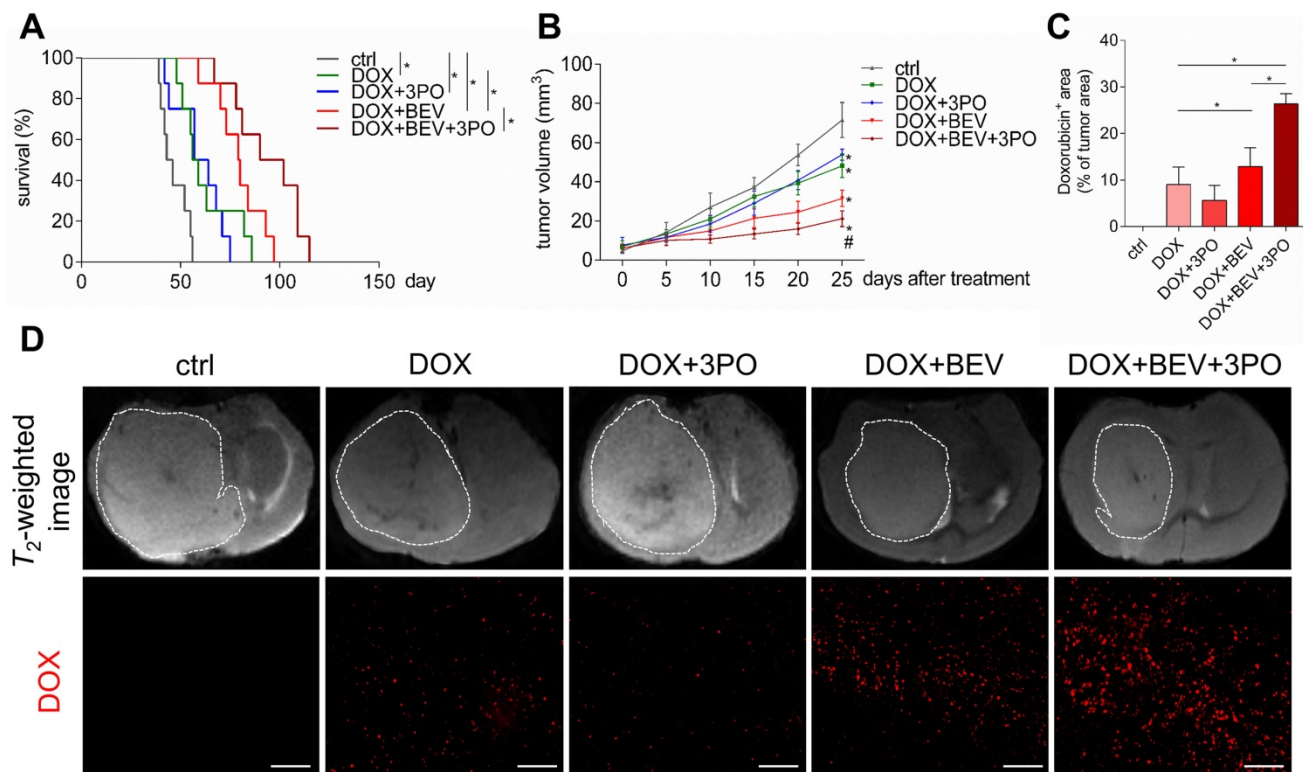 A
survival (%)
100
80
60
40
20
0
0
50
100
150
day
ctrl
DOX
DOX+3PO
DOX+BEV
DOX+BEV+3PO
*
*
*
*
*
B
tumor volume (mm³)
100
80
60
40
20
0
0 5 10 15 20 25
days after treatment
ctrl
DOX
DOX+3PO
DOX+BEV
DOX+BEV+3PO
*
*
*
*
#
C
Doxorubicin⁺ area
(% of tumor area)
40
30
20
10
0
*
*
*
ctrl
DOX
DOX+3PO
DOX+BEV
DOX+BEV+3PO
D
ctrl
DOX
DOX+3PO
DOX+BEV
DOX+BEV+3PO
T₂-weighted
image
DOX